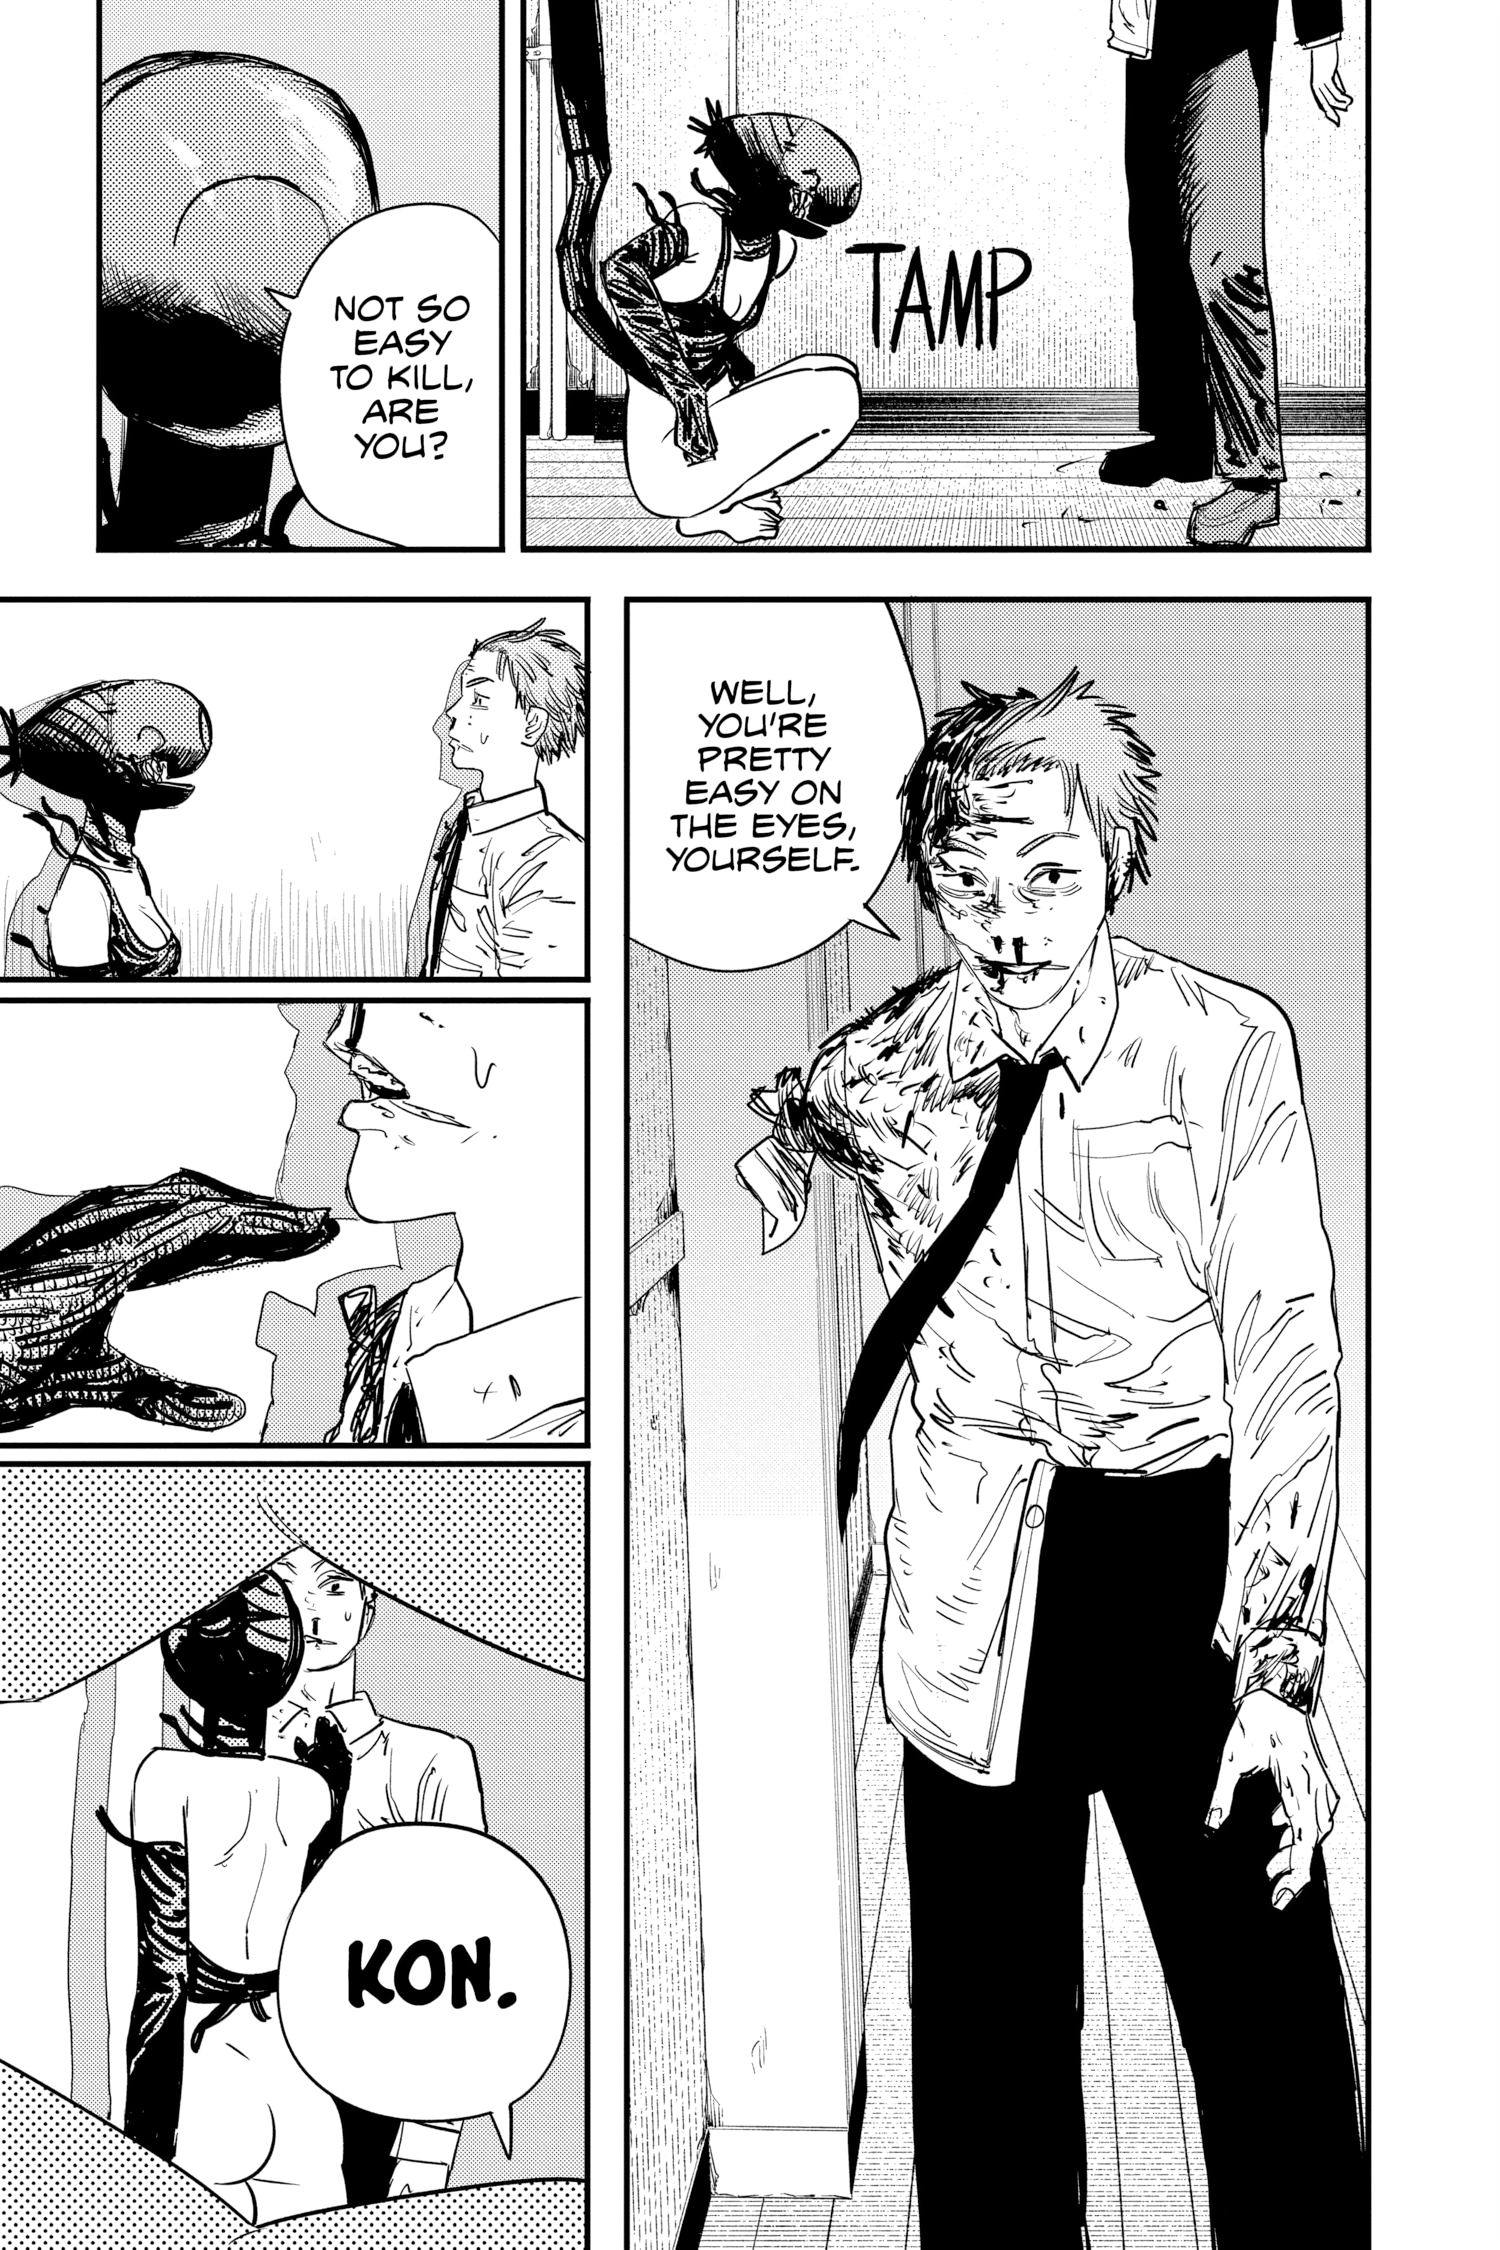 TAMP
NOT SO
EASY
TO KILL,
ARE
YOU?
WELL,
YOU'RE
PRETTY
EASY ON
THE EYES,
YOURSELF.
KON.